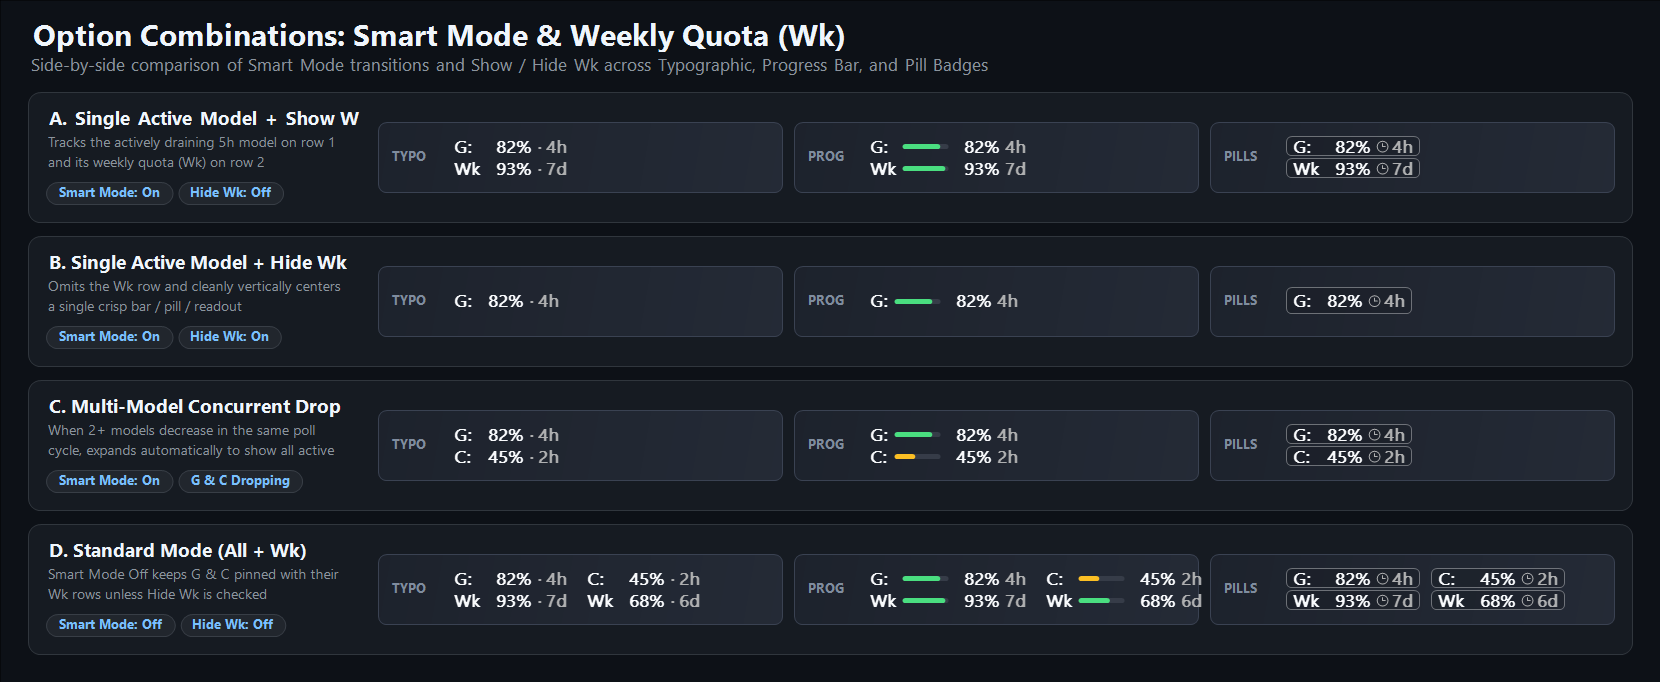 Option Combinations: Smart Mode & Weekly Quota (Wk)
Side-by-side comparison of Smart Mode transitions and Show / Hide Wk across Typographic, Progress Bar, and Pill Badges
A. Single Active Model + Show W
Tracks the actively draining 5h model on row 1
and its weekly quota (Wk) on row 2
Smart Mode: On
Hide Wk: Off
TYPO
G: 82% · 4h
Wk 93% · 7d
PROG
G: 82% 4h
Wk 93% 7d
PILLS
G: 82% 4h
Wk 93% 7d
B. Single Active Model + Hide Wk
Omits the Wk row and cleanly vertically centers
a single crisp bar / pill / readout
Smart Mode: On
Hide Wk: On
TYPO
G: 82% · 4h
PROG
G: 82% 4h
PILLS
G: 82% 4h
C. Multi-Model Concurrent Drop
When 2+ models decrease in the same poll
cycle, expands automatically to show all active
Smart Mode: On
G & C Dropping
TYPO
G: 82% · 4h
C: 45% · 2h
PROG
G: 82% 4h
C: 45% 2h
PILLS
G: 82% 4h
C: 45% 2h
D. Standard Mode (All + Wk)
Smart Mode Off keeps G & C pinned with their
Wk rows unless Hide Wk is checked
Smart Mode: Off
Hide Wk: Off
TYPO
G: 82% · 4h C: 45% · 2h
Wk 93% · 7d Wk 68% · 6d
PROG
G: 82% 4h C: 45% 2h
Wk 93% 7d Wk 68% 6d
PILLS
G: 82% 4h C: 45% 2h
Wk 93% 7d Wk 68% 6d